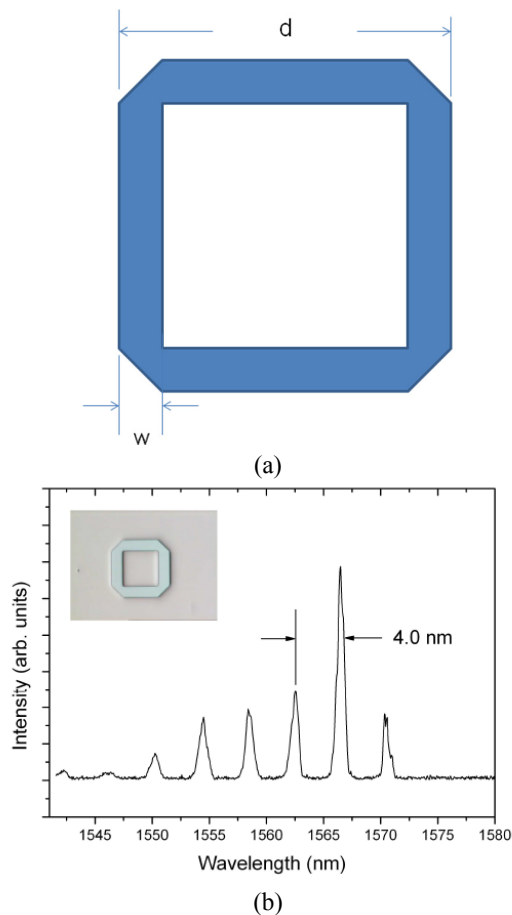 d
w
(a)
Intensity (arb. units)
4.0 nm
1545 1550 1555 1560 1565 1570 1575 1580
Wavelength (nm)
(b)